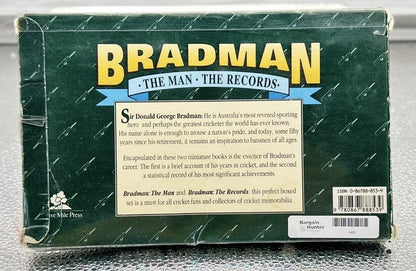 BRADMAN
· THE MAN · THE RECORDS ·
Sir Donald George Bradman: He is Australia's most revered sporting
hero and perhaps the greatest cricketer the world has ever known.
His name alone is enough to arouse a nation's pride, and today, some fifty
years since his retirement, it remains an inspiration to batsmen of all ages.
Encapsulated in these two miniature books is the essence of Bradman's
career. The first is a brief account of his years in cricket, and the second
a statistical record of his most significant achievements.
Bradman: The Man and Bradman: The Records this perfect boxed
set is a must for all cricket fans and collectors of cricket memorabilia.
Mile Press
ISBN 0-86788-853-9
9 780867 888539
Bargain
Hunter